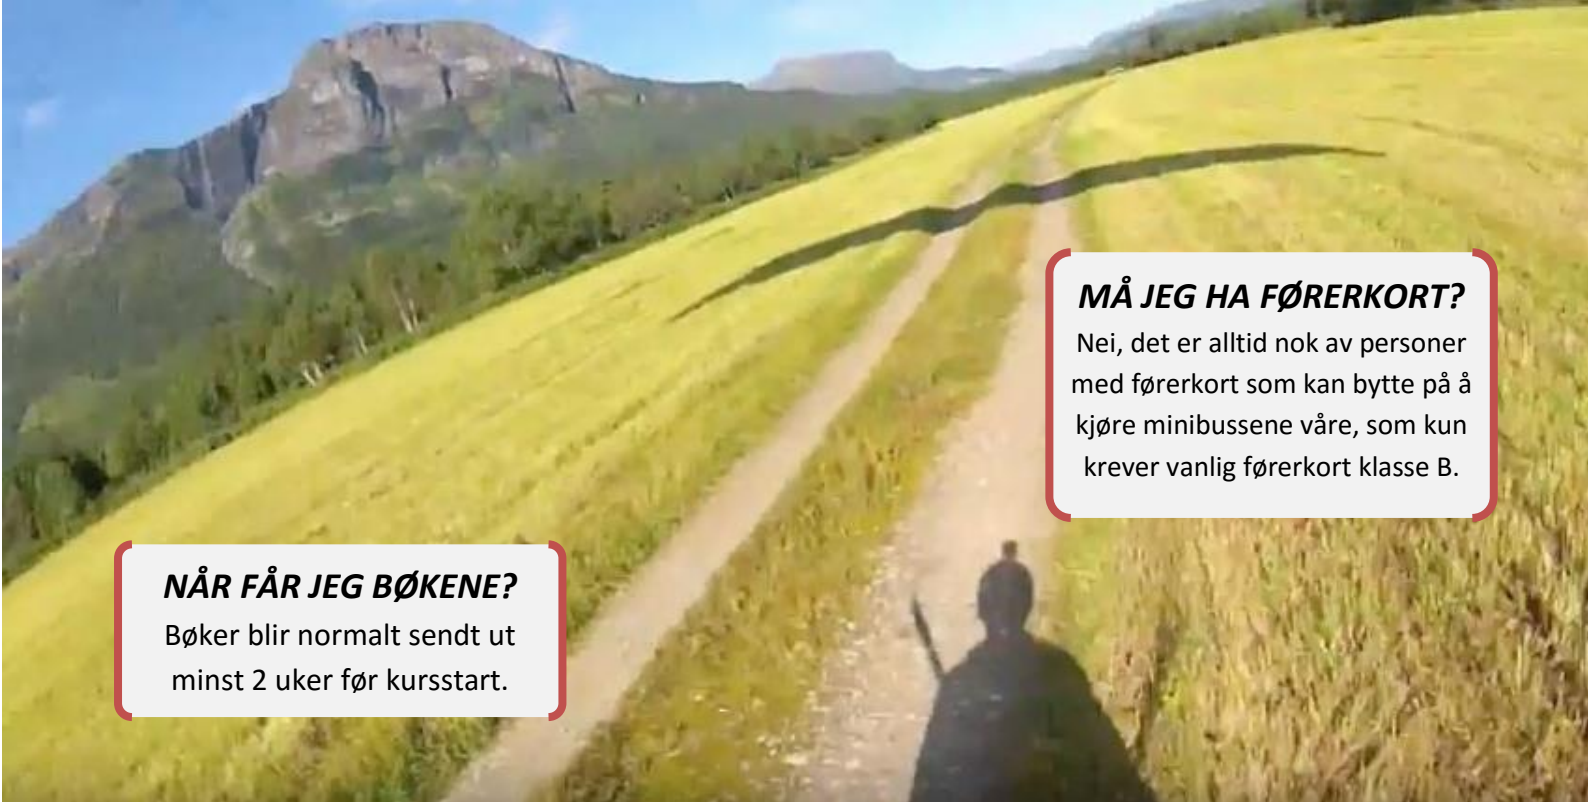 MÅ JEG HA FØRERKORT?
Nei, det er alltid nok av personer
med førerkort som kan bytte på å
kjøre minibussene våre, som kun
krever vanlig førerkort klasse B.
NÅR FÅR JEG BØKENE?
Bøker blir normalt sendt ut
minst 2 uker før kursstart.